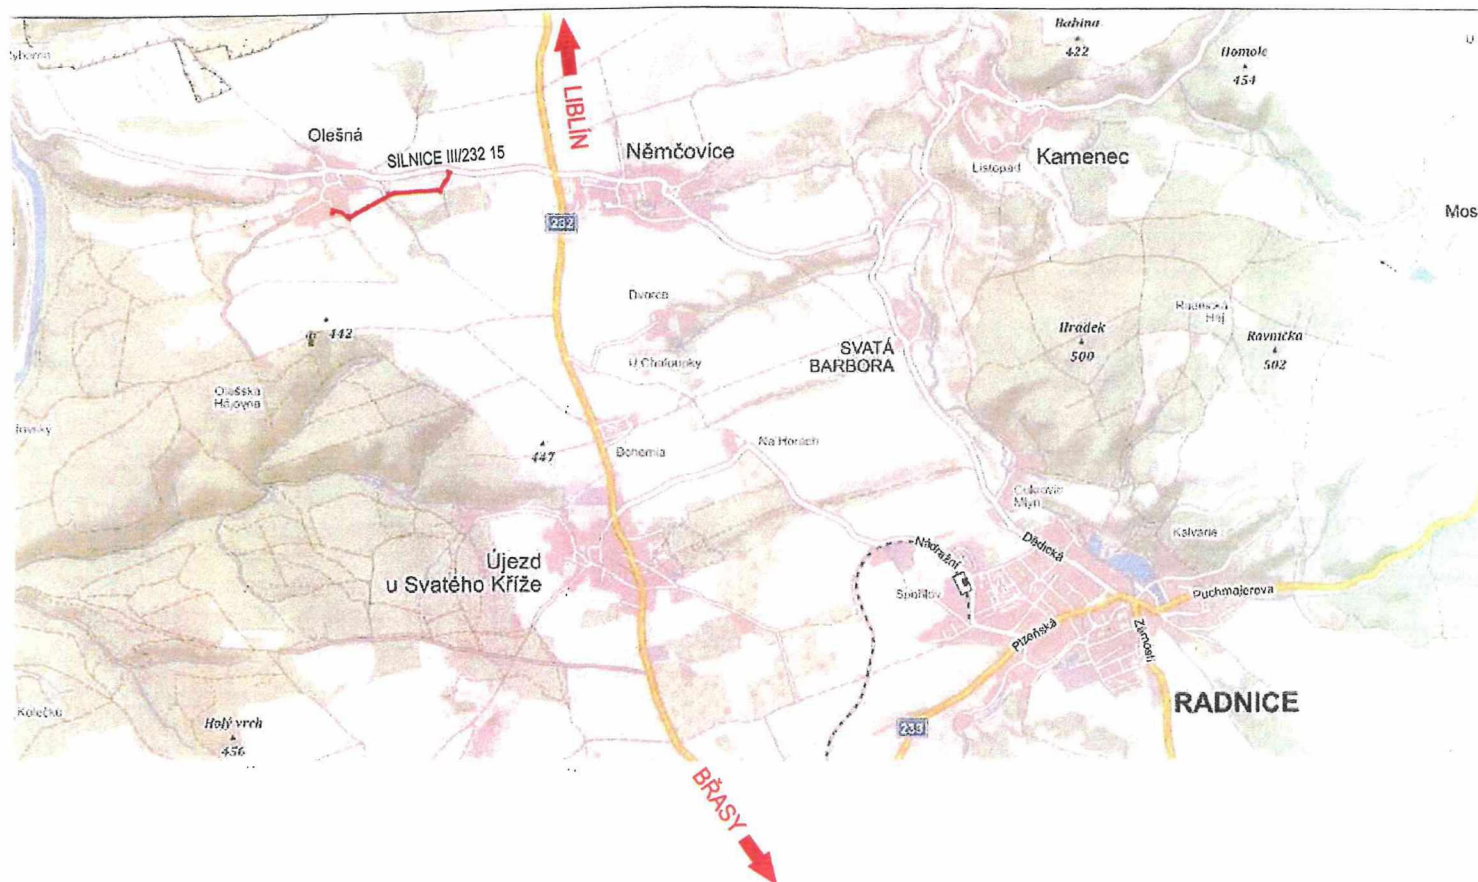 Babina
422
Homole
454
U
LIBLÍN
Olešná
SILNICE III/232 15
Němčovice
Listopad
Kamenec
232
Mos
Dvorce
442
Hrádek
500
Ravnička
502
SVATÁ
BARBORA
U Chaloupky
Olešská
Hájovna
447
Bohemia
Na Horách
Mlýn
Kalvárie
Újezd
u Svatého Kříže
Nádražní
Dědická
Plzeňská
Zámostí
Puchmajerova
RADNICE
Holý vrch
456
233
BŘASY